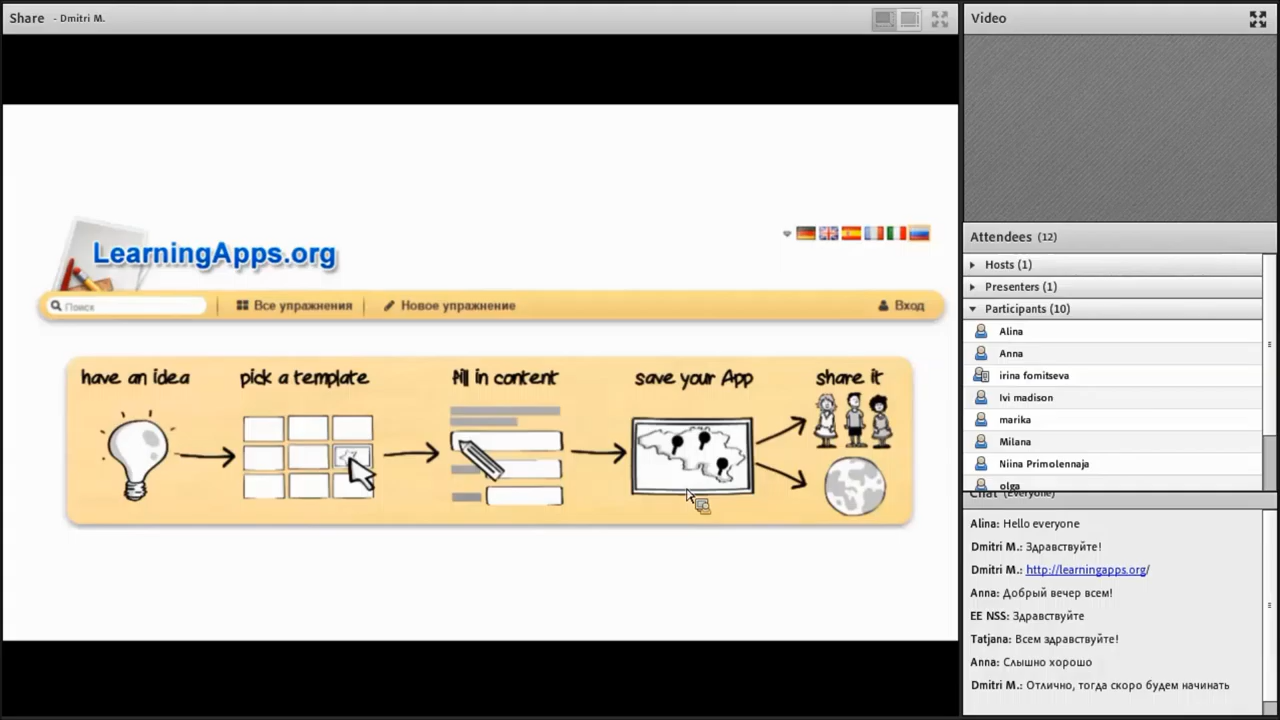 Share - Dmitri M.
LearningApps.org
Поиск
Все упражнения
Новое упражнение
Вход
have an idea
pick a template
fill in content
save your App
share it
Video
Attendees (12)
Hosts (1)
Presenters (1)
Participants (10)
Alina
Anna
irina fomitseva
Ivi madison
marika
Milana
Niina Primolennaja
olga
Chat (Everyone)
Alina: Hello everyone
Dmitri M.: Здравствуйте!
Dmitri M.: http://learningapps.org/
Anna: Добрый вечер всем!
EE NSS: Здравствуйте
Tatjana: Всем здравствуйте!
Anna: Слышно хорошо
Dmitri M.: Отлично, тогда скоро будем начинать